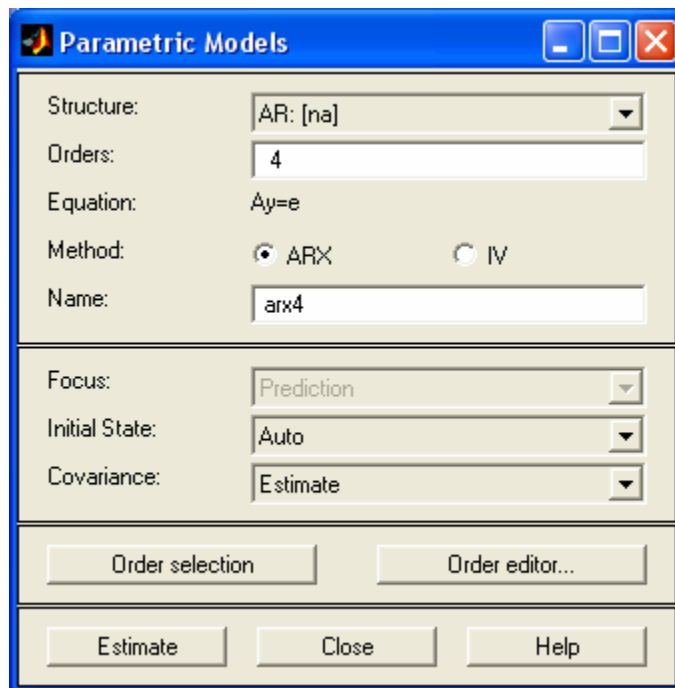 Parametric Models
Structure: AR: [na]
Orders: 4
Equation: Ay=e
Method: ARX IV
Name: arx4
Focus: Prediction
Initial State: Auto
Covariance: Estimate
Order selection Order editor...
Estimate Close Help